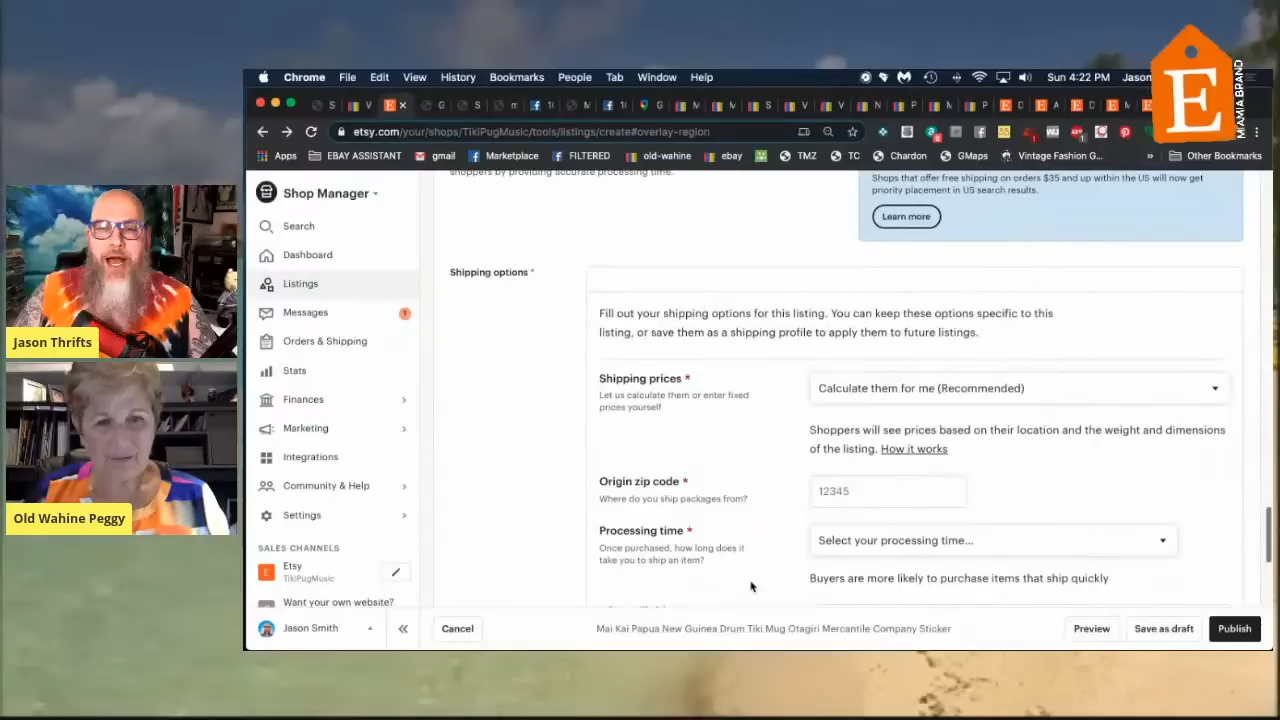 Chrome File Edit View History Bookmarks People Tab Window Help Sun 4:22 PM Jason
E
MIAMIA BRAND
etsy.com/your/shops/TikiPugMusic/tools/listings/create#overlay-region
Apps EBAY ASSISTANT gmail Marketplace FILTERED old-wahine ebay TMZ TC Chardon GMaps Vintage Fashion G... » Other Bookmarks
Shop Manager
Search
Dashboard
Listings
Messages 1
Orders & Shipping
Stats
Finances
Marketing
Integrations
Community & Help
Settings
SALES CHANNELS
E Etsy
TikiPugMusic
Want your own website?
Jason Smith
shoppers by providing accurate processing time.
Shops that offer free shipping on orders $35 and up within the US will now get
priority placement in US search results.
Learn more
Shipping options *
Fill out your shipping options for this listing. You can keep these options specific to this
listing, or save them as a shipping profile to apply them to future listings.
Shipping prices *
Let us calculate them or enter fixed
prices yourself
Calculate them for me (Recommended)
Shoppers will see prices based on their location and the weight and dimensions
of the listing. How it works
Origin zip code *
Where do you ship packages from?
12345
Processing time *
Once purchased, how long does it
take you to ship an item?
Select your processing time...
Buyers are more likely to purchase items that ship quickly
Cancel
Mai Kai Papua New Guinea Drum Tiki Mug Otagiri Mercantile Company Sticker
Preview
Save as draft
Publish
Jason Thrifts
Old Wahine Peggy